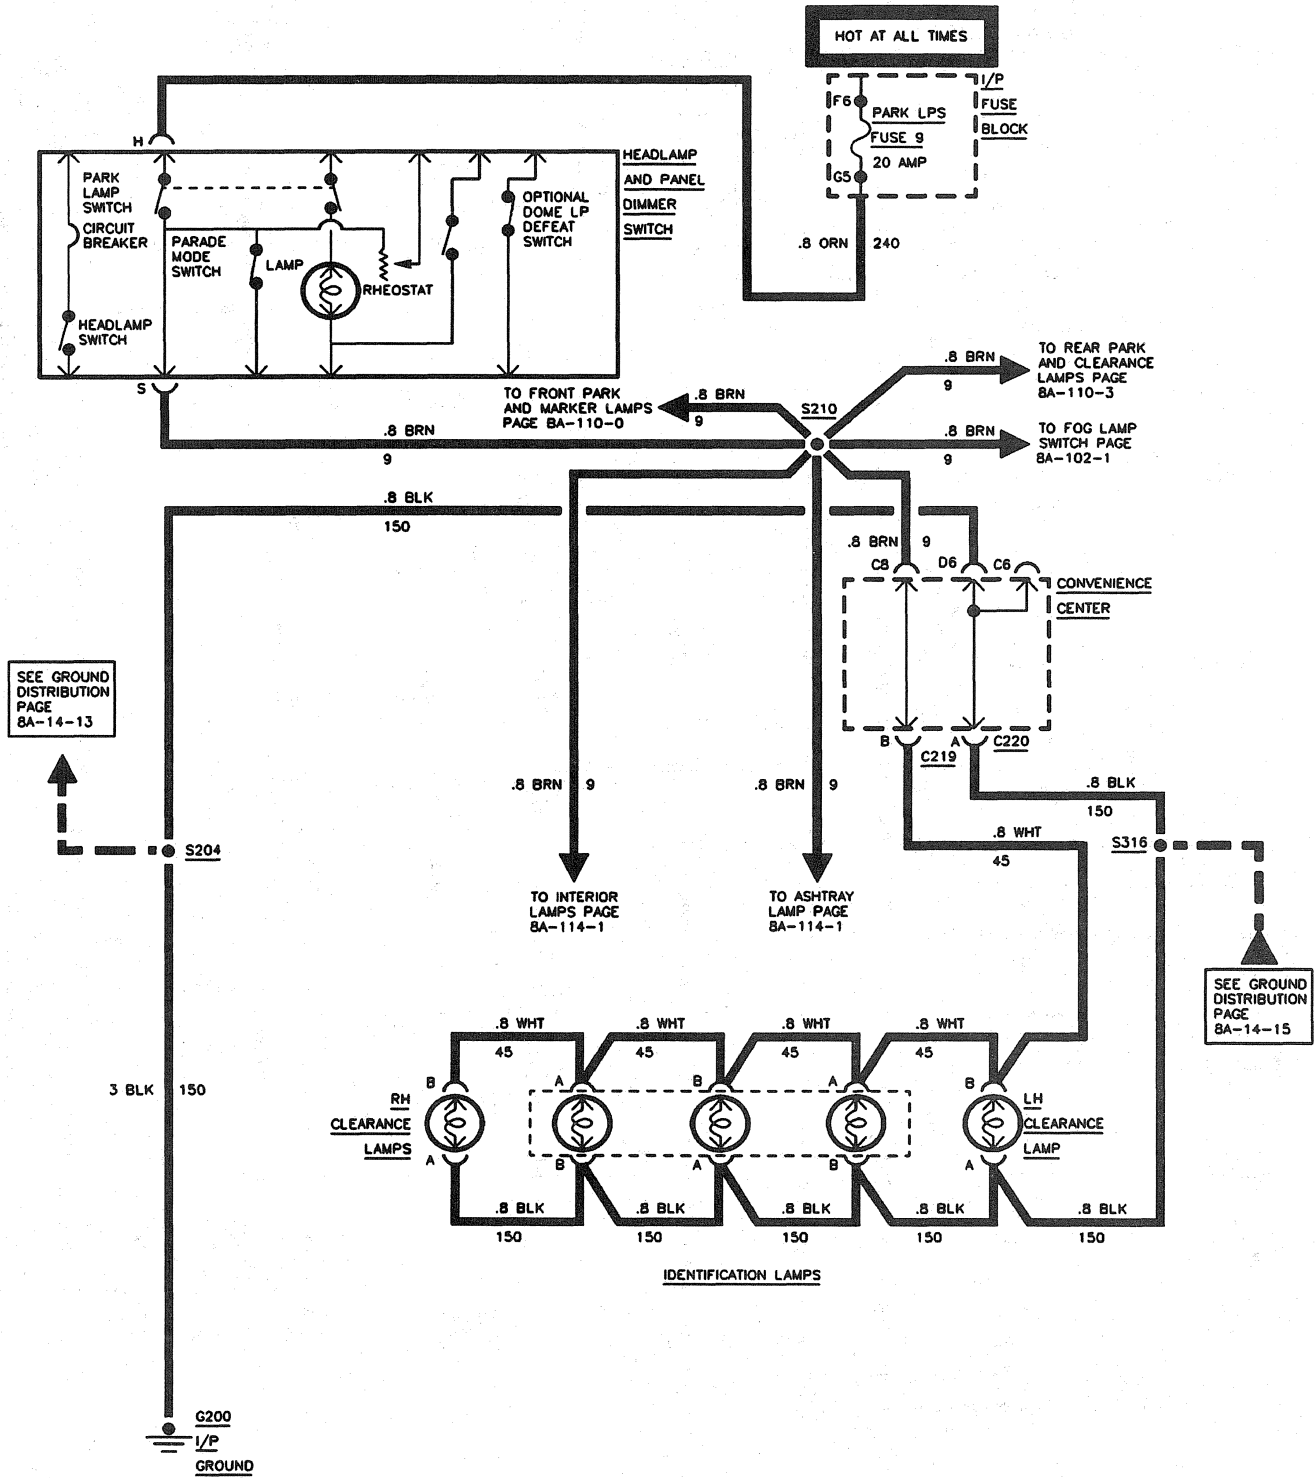 HOT AT ALL TIMES
I/P
FUSE
BLOCK
F6
PARK LPS
FUSE 9
20 AMP
G5
.8 ORN 240
H
HEADLAMP
AND PANEL
DIMMER
SWITCH
PARK
LAMP
SWITCH
CIRCUIT
BREAKER
PARADE
MODE
SWITCH
LAMP
RHEOSTAT
OPTIONAL
DOME LP
DEFEAT
SWITCH
HEADLAMP
SWITCH
S
TO FRONT PARK
AND MARKER LAMPS
PAGE 8A-110-0
.8 BRN
9
S210
.8 BRN
9
TO REAR PARK
AND CLEARANCE
LAMPS PAGE
8A-110-3
.8 BRN
9
.8 BRN
9
TO FOG LAMP
SWITCH PAGE
8A-102-1
.8 BLK
150
.8 BRN 9
C8
D6
C6
CONVENIENCE
CENTER
SEE GROUND
DISTRIBUTION
PAGE
8A-14-13
B
C219
A
C220
.8 BRN 9
.8 BRN 9
.8 BLK
150
.8 WHT
45
S204
S316
TO INTERIOR
LAMPS PAGE
8A-114-1
TO ASHTRAY
LAMP PAGE
8A-114-1
SEE GROUND
DISTRIBUTION
PAGE
8A-14-15
.8 WHT
45
.8 WHT
45
.8 WHT
45
.8 WHT
45
3 BLK 150
B
A
B
A
B
RH
CLEARANCE
LAMPS
LH
CLEARANCE
LAMP
A
B
A
B
A
.8 BLK
150
.8 BLK
150
.8 BLK
150
.8 BLK
150
.8 BLK
150
IDENTIFICATION LAMPS
G200
I/P
GROUND